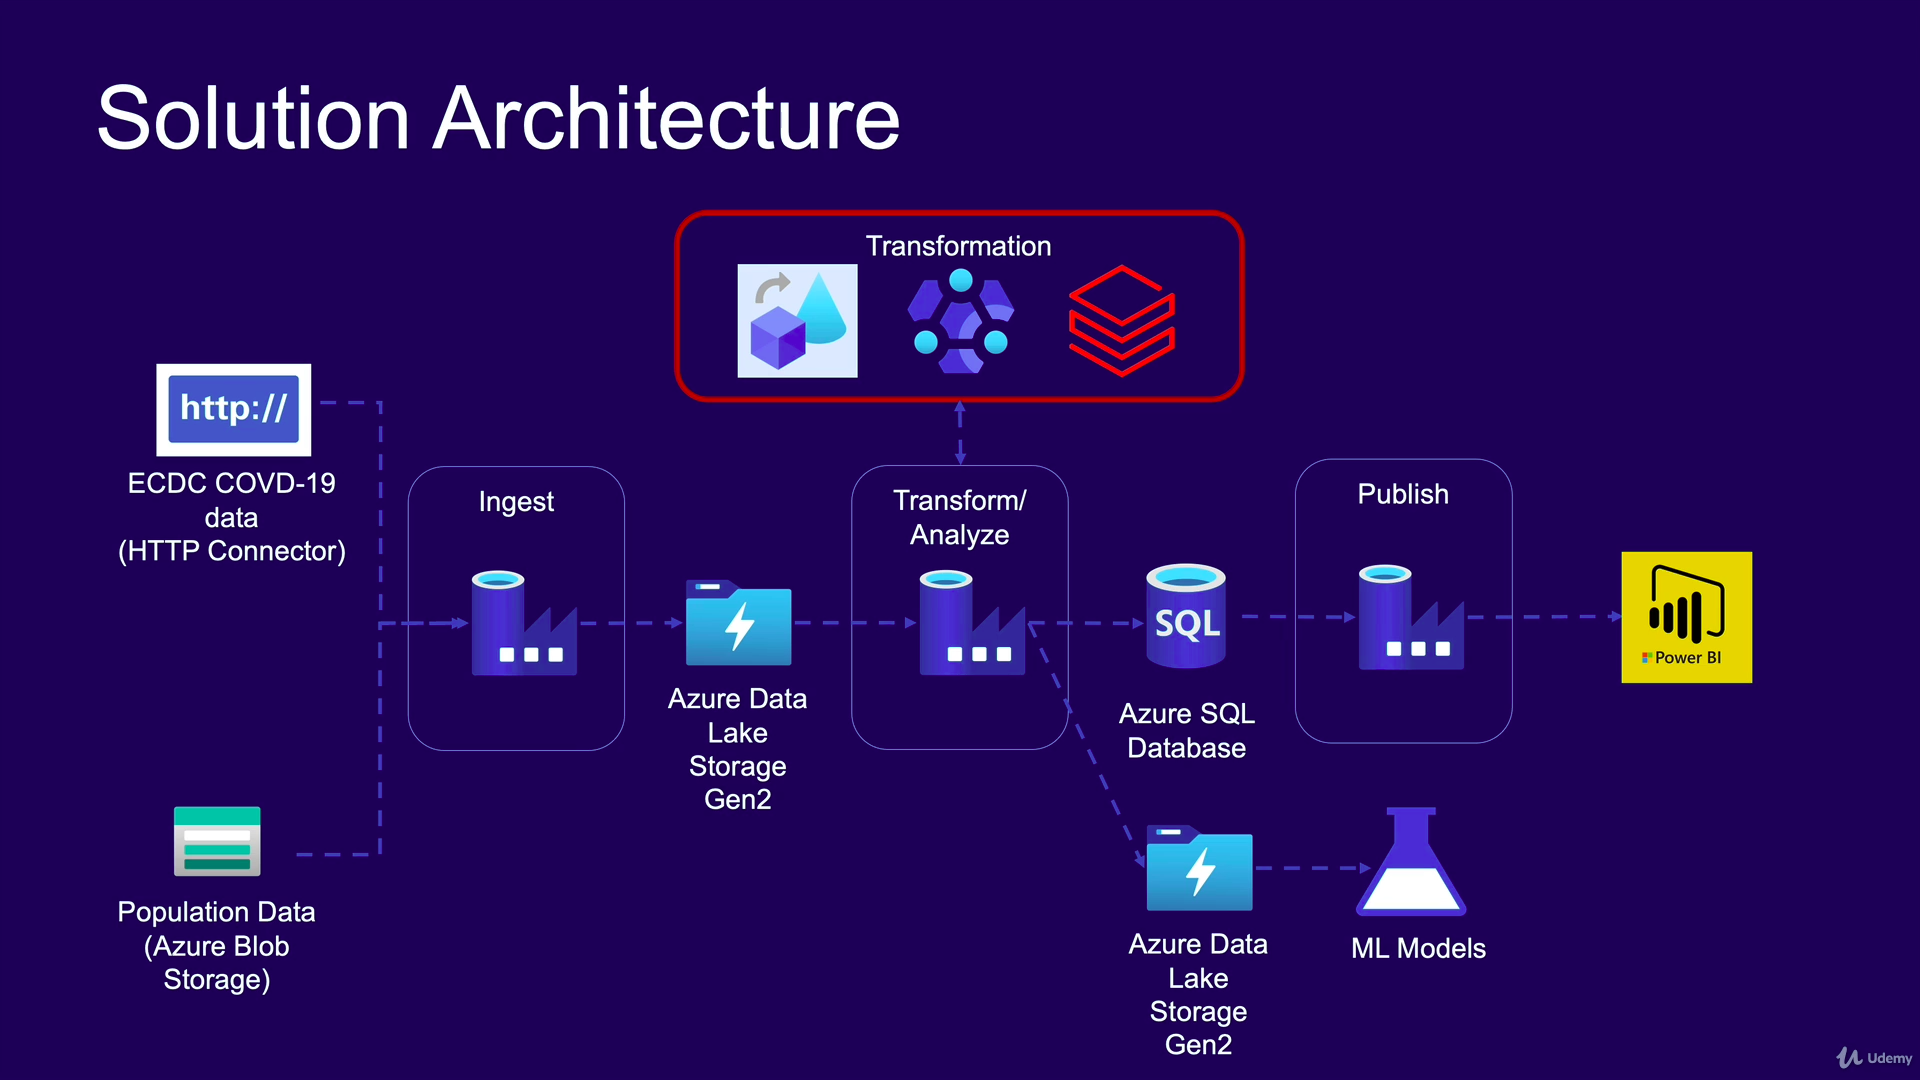 Solution Architecture
Transformation
http://
ECDC COVD-19
data
(HTTP Connector)
Ingest
Transform/
Analyze
Publish
SQL
Power BI
Azure Data
Lake
Storage
Gen2
Azure SQL
Database
Population Data
(Azure Blob
Storage)
Azure Data
Lake
Storage
Gen2
ML Models
Udemy